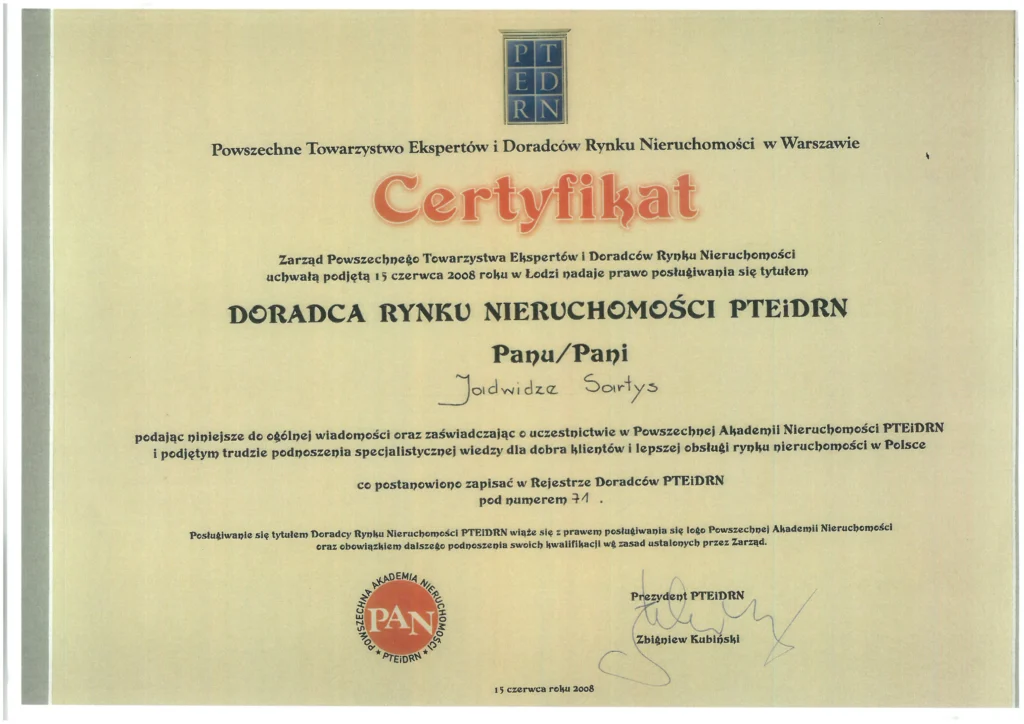 PT
ED
RN
Powszechne Towarzystwo Ekspertów i Doradców Rynku Nieruchomości w Warszawie
Certyfikat
Zarząd Powszechnego Towarzystwa Ekspertów i Doradców Rynku Nieruchomości
uchwałą podjętą 15 czerwca 2008 roku w Łodzi nadaje prawo posługiwania się tytułem
DORADCA RYNKU NIERUCHOMOŚCI PTEiDRN
Panu/Pani
Jadwidze Sartys
podając niniejsze do ogólnej wiadomości oraz zaświadczając o uczestnictwie w Powszechnej Akademii Nieruchomości PTEiDRN
i podjętym trudzie podnoszenia specjalistycznej wiedzy dla dobra klientów i lepszej obsługi rynku nieruchomości w Polsce
co postanowiono zapisać w Rejestrze Doradców PTEiDRN
pod numerem 71 .
Posługiwanie się tytułem Doradcy Rynku Nieruchomości PTEiDRN wiąże się z prawem posługiwania się logo Powszechnej Akademii Nieruchomości
oraz obowiązkiem dalszego podnoszenia swoich kwalifikacji wg zasad ustalonych przez Zarząd.
POWSZECHNA AKADEMIA NIERUCHOMOŚCI
PAN
* PTEiDRN *
Prezydent PTEiDRN
Zbigniew Kubiński
15 czerwca roku 2008